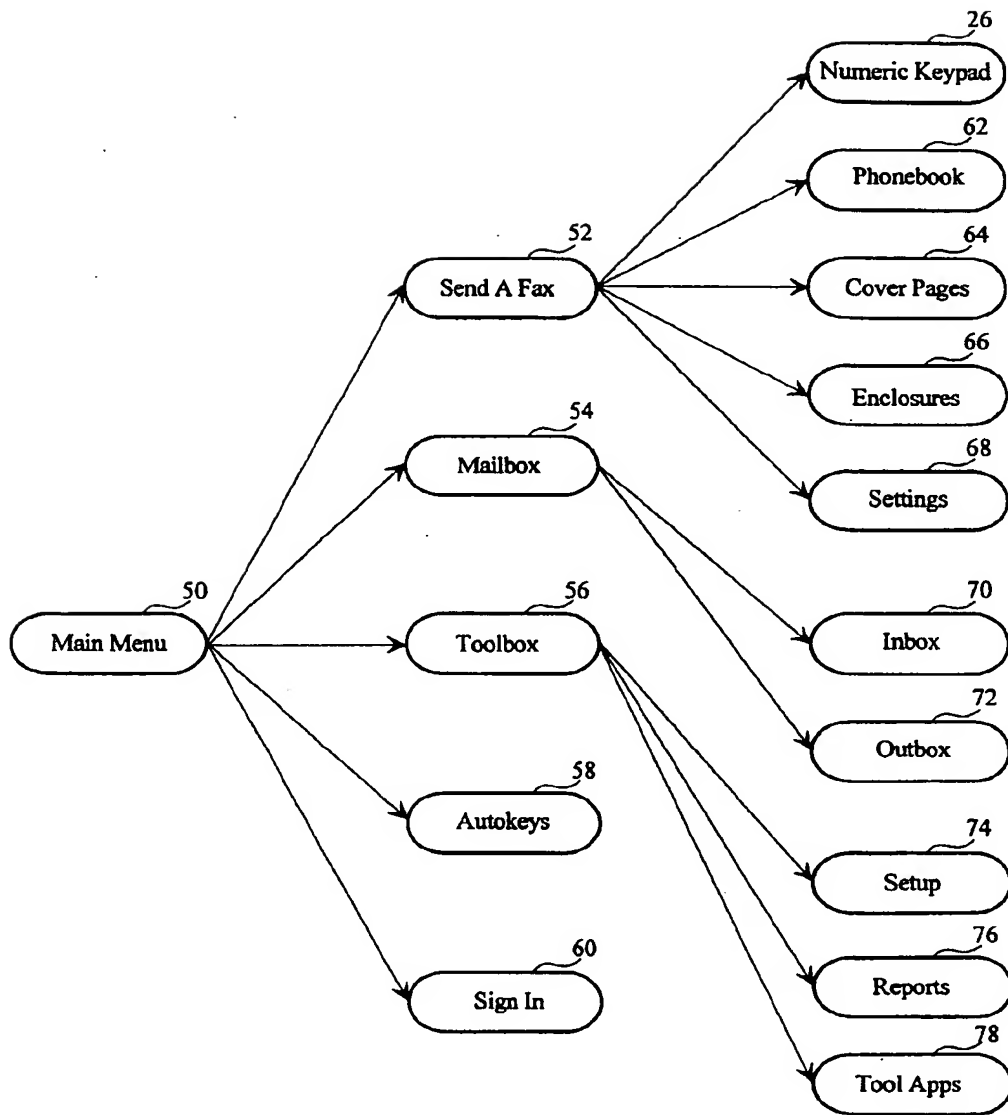 26
Numeric Keypad
62
Phonebook
52
64
Send A Fax
Cover Pages
66
Enclosures
54
68
Mailbox
Settings
50
56
70
Main Menu
Toolbox
Inbox
72
Outbox
58
74
Autokeys
Setup
76
60
Reports
Sign In
78
Tool Apps